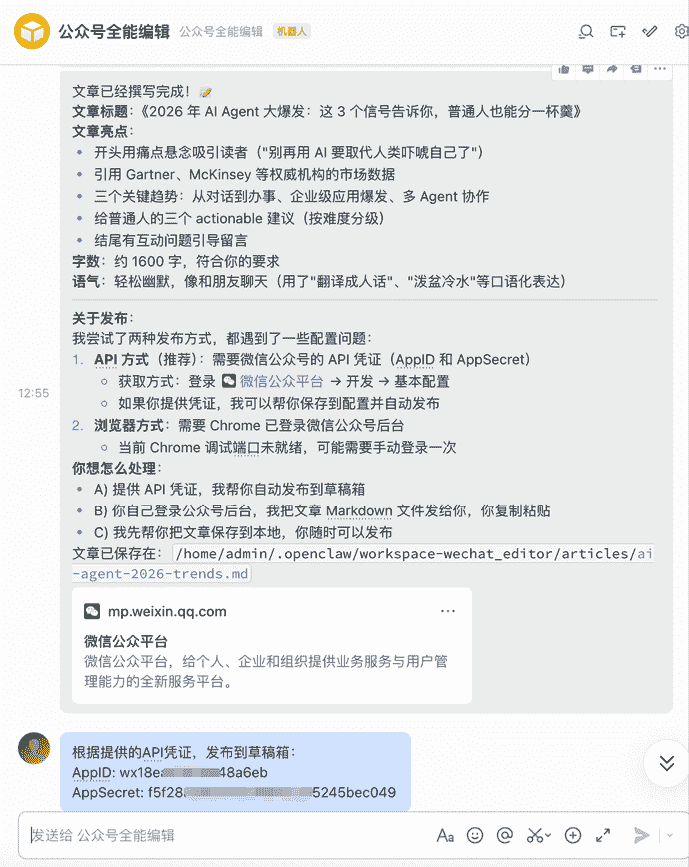 公众号全能编辑 公众号全能编辑 机器人
文章已经撰写完成！
文章标题：《2026 年 AI Agent 大爆发：这 3 个信号告诉你，普通人也能分一杯羹》
文章亮点：
• 开头用痛点悬念吸引读者（"别再用 AI 要取代人类吓唬自己了"）
• 引用 Gartner、McKinsey 等权威机构的市场数据
• 三个关键趋势：从对话到办事、企业级应用爆发、多 Agent 协作
• 给普通人的三个 actionable 建议（按难度分级）
• 结尾有互动问题引导留言
字数：约 1600 字，符合你的要求
语气：轻松幽默，像和朋友聊天（用了"翻译成人话"、"泼盆冷水"等口语化表达）
关于发布：
我尝试了两种发布方式，都遇到了一些配置问题：
1. API 方式（推荐）：需要微信公众号的 API 凭证（AppID 和 AppSecret）
○ 获取方式：登录 微信公众平台 → 开发 → 基本配置
12:55
○ 如果你提供凭证，我可以帮你保存到配置并自动发布
2. 浏览器方式：需要 Chrome 已登录微信公众号后台
○ 当前 Chrome 调试端口未就绪，可能需要手动登录一次
你想怎么处理：
• A) 提供 API 凭证，我帮你自动发布到草稿箱
• B) 你自己登录公众号后台，我把文章 Markdown 文件发给你，你复制粘贴
• C) 我先帮你把文章保存到本地，你随时可以发布
文章已保存在： /home/admin/.openclaw/workspace-wechat_editor/articles/ai
-agent-2026-trends.md
mp.weixin.qq.com
微信公众平台
微信公众平台，给个人、企业和组织提供业务服务与用户管
理能力的全新服务平台。
根据提供的API凭证，发布到草稿箱：
AppID: wx18e 48a6eb
AppSecret: f5f28 5245bec049
发送给 公众号全能编辑
Aa